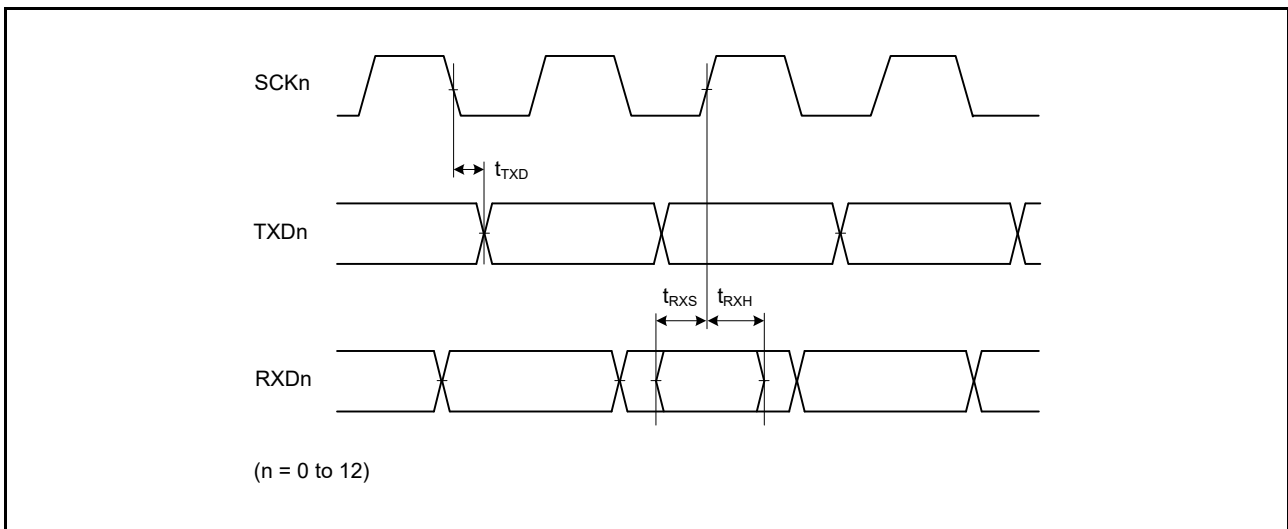 SCKn
tTXD
TXDn
tRXS tRXH
RXDn
(n = 0 to 12)